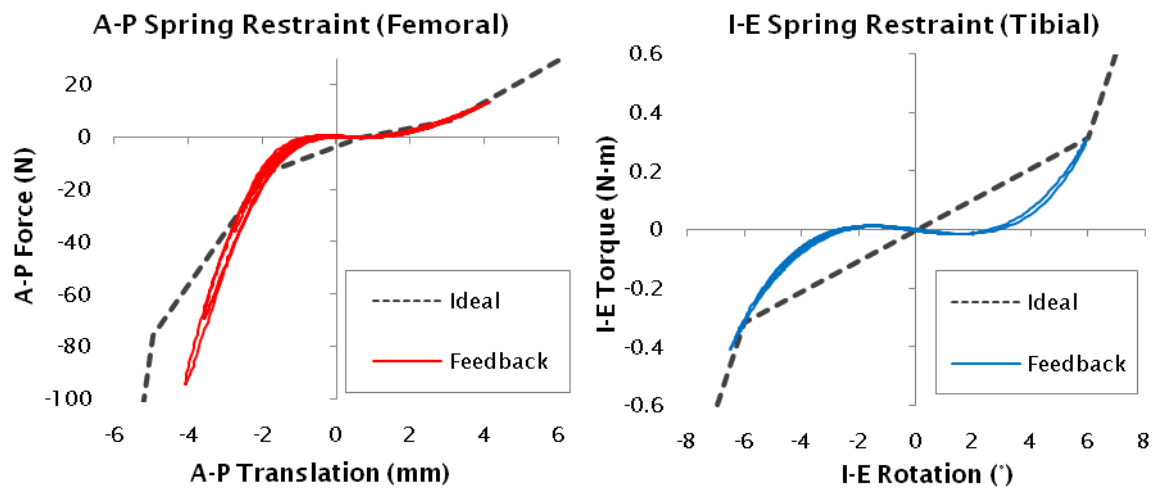 A-P Spring Restraint (Femoral)
20
0
-20
-40
-60
-80
-100
A-P Force (N)
-6 -4 -2 0 2 4 6
A-P Translation (mm)
Ideal
Feedback
I-E Spring Restraint (Tibial)
0.6
0.4
0.2
0
-0.2
-0.4
-0.6
I-E Torque (N·m)
-8 -6 -4 -2 0 2 4 6 8
I-E Rotation (°)
Ideal
Feedback